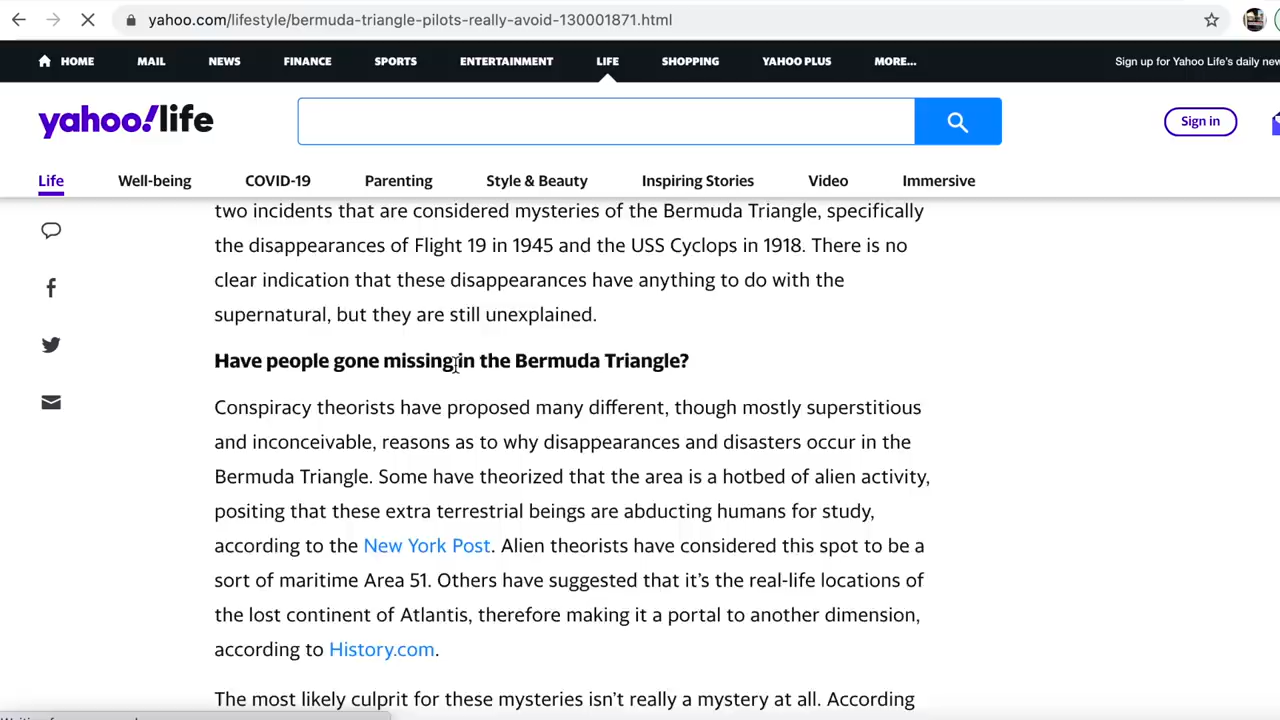 yahoo.com/lifestyle/bermuda-triangle-pilots-really-avoid-130001871.html
HOME MAIL NEWS FINANCE SPORTS ENTERTAINMENT LIFE SHOPPING YAHOO PLUS MORE... Sign up for Yahoo Life's daily new
yahoo!life
Sign in
Life Well-being COVID-19 Parenting Style & Beauty Inspiring Stories Video Immersive
two incidents that are considered mysteries of the Bermuda Triangle, specifically
the disappearances of Flight 19 in 1945 and the USS Cyclops in 1918. There is no
clear indication that these disappearances have anything to do with the
supernatural, but they are still unexplained.
Have people gone missing in the Bermuda Triangle?
Conspiracy theorists have proposed many different, though mostly superstitious
and inconceivable, reasons as to why disappearances and disasters occur in the
Bermuda Triangle. Some have theorized that the area is a hotbed of alien activity,
positing that these extra terrestrial beings are abducting humans for study,
according to the New York Post. Alien theorists have considered this spot to be a
sort of maritime Area 51. Others have suggested that it’s the real-life locations of
the lost continent of Atlantis, therefore making it a portal to another dimension,
according to History.com.
The most likely culprit for these mysteries isn’t really a mystery at all. According